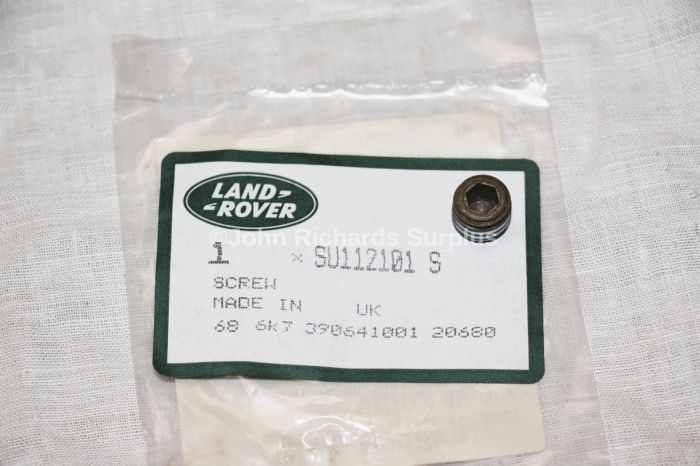 LAND-
-ROVER
©John Richards Surplus
1 × SU112101 S
SCREW
MADE IN UK
68 6K7 390641001 20680